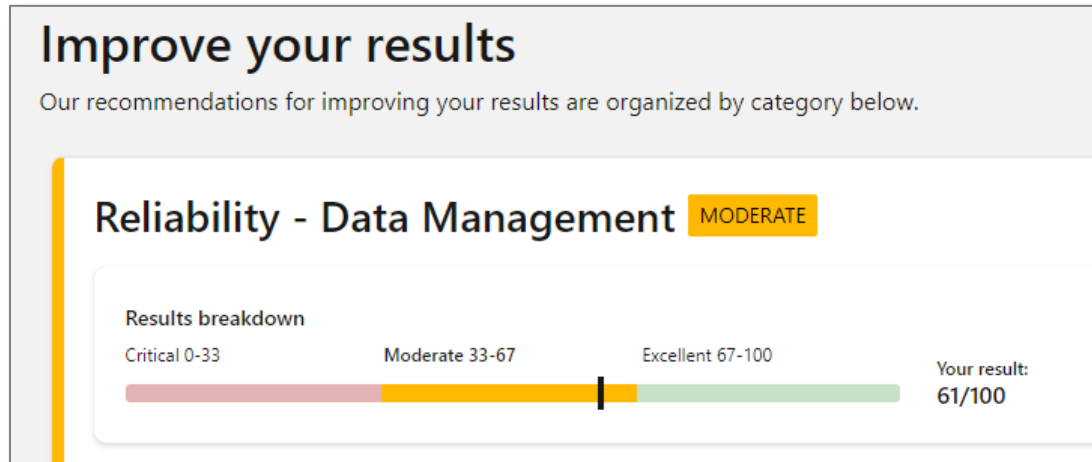 Improve your results
Our recommendations for improving your results are organized by category below.
Reliability - Data Management MODERATE
Results breakdown
Critical 0-33 Moderate 33-67 Excellent 67-100
Your result:
61/100